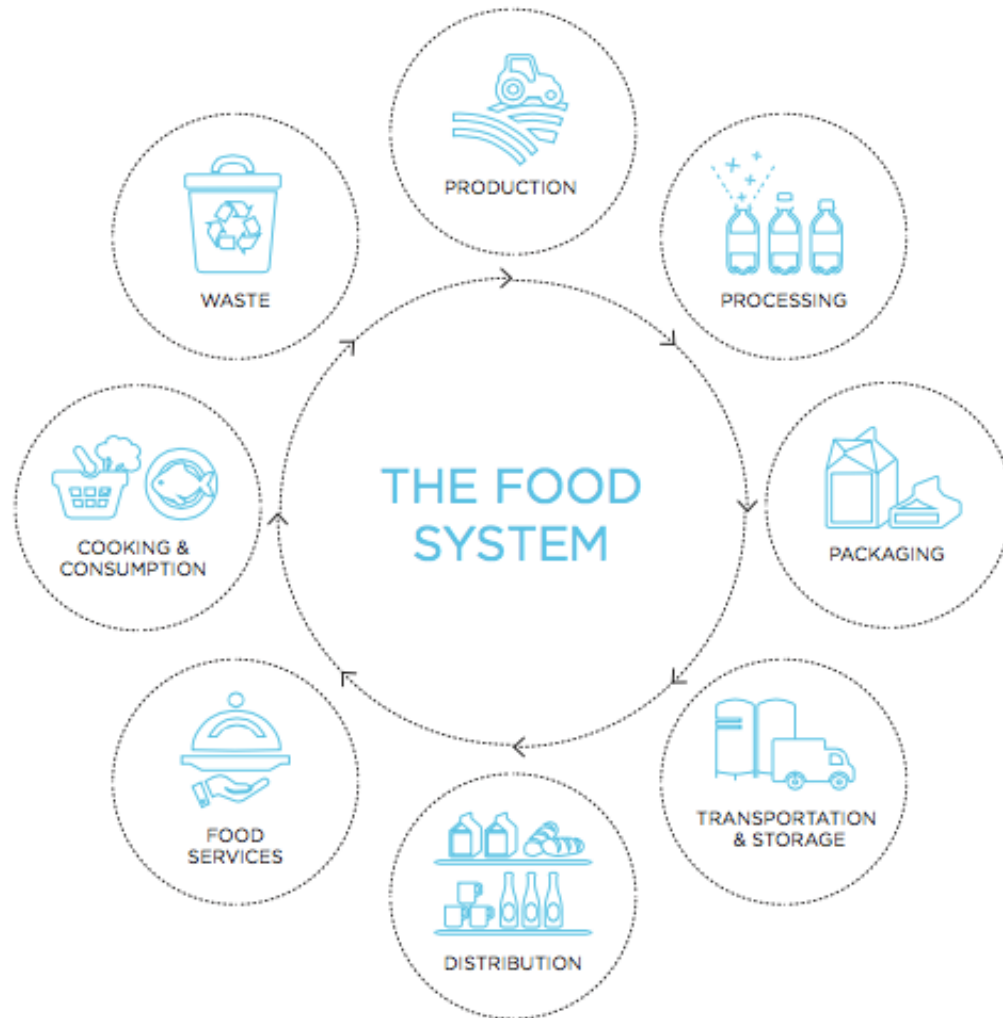 PRODUCTION
PROCESSING
PACKAGING
TRANSPORTATION
& STORAGE
DISTRIBUTION
FOOD
SERVICES
COOKING &
CONSUMPTION
WASTE
THE FOOD
SYSTEM